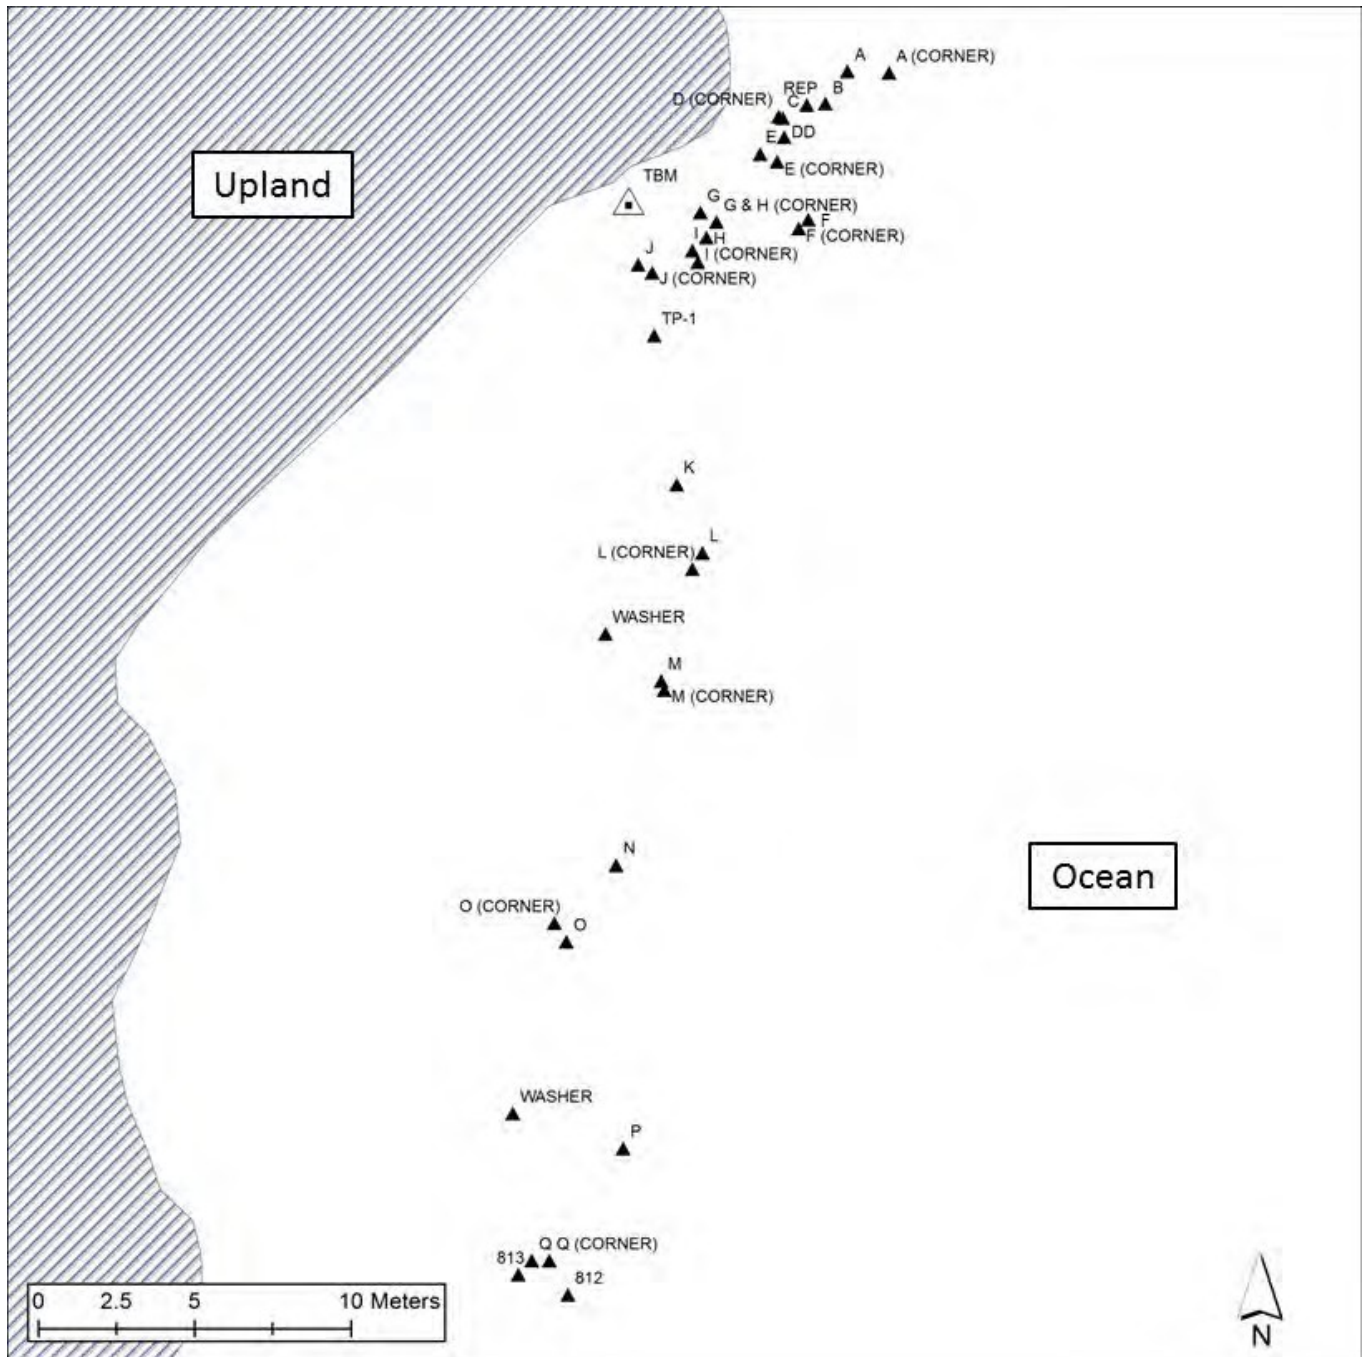 A
A (CORNER)
REP
B
D (CORNER)
C
E
DD
E (CORNER)
Upland
TBM
G
G & H (CORNER)
F
F (CORNER)
I
H
J
I (CORNER)
J (CORNER)
TP-1
K
L
L (CORNER)
WASHER
M
M (CORNER)
N
Ocean
O (CORNER)
O
WASHER
P
Q Q (CORNER)
813
812
0 2.5 5 10 Meters
N